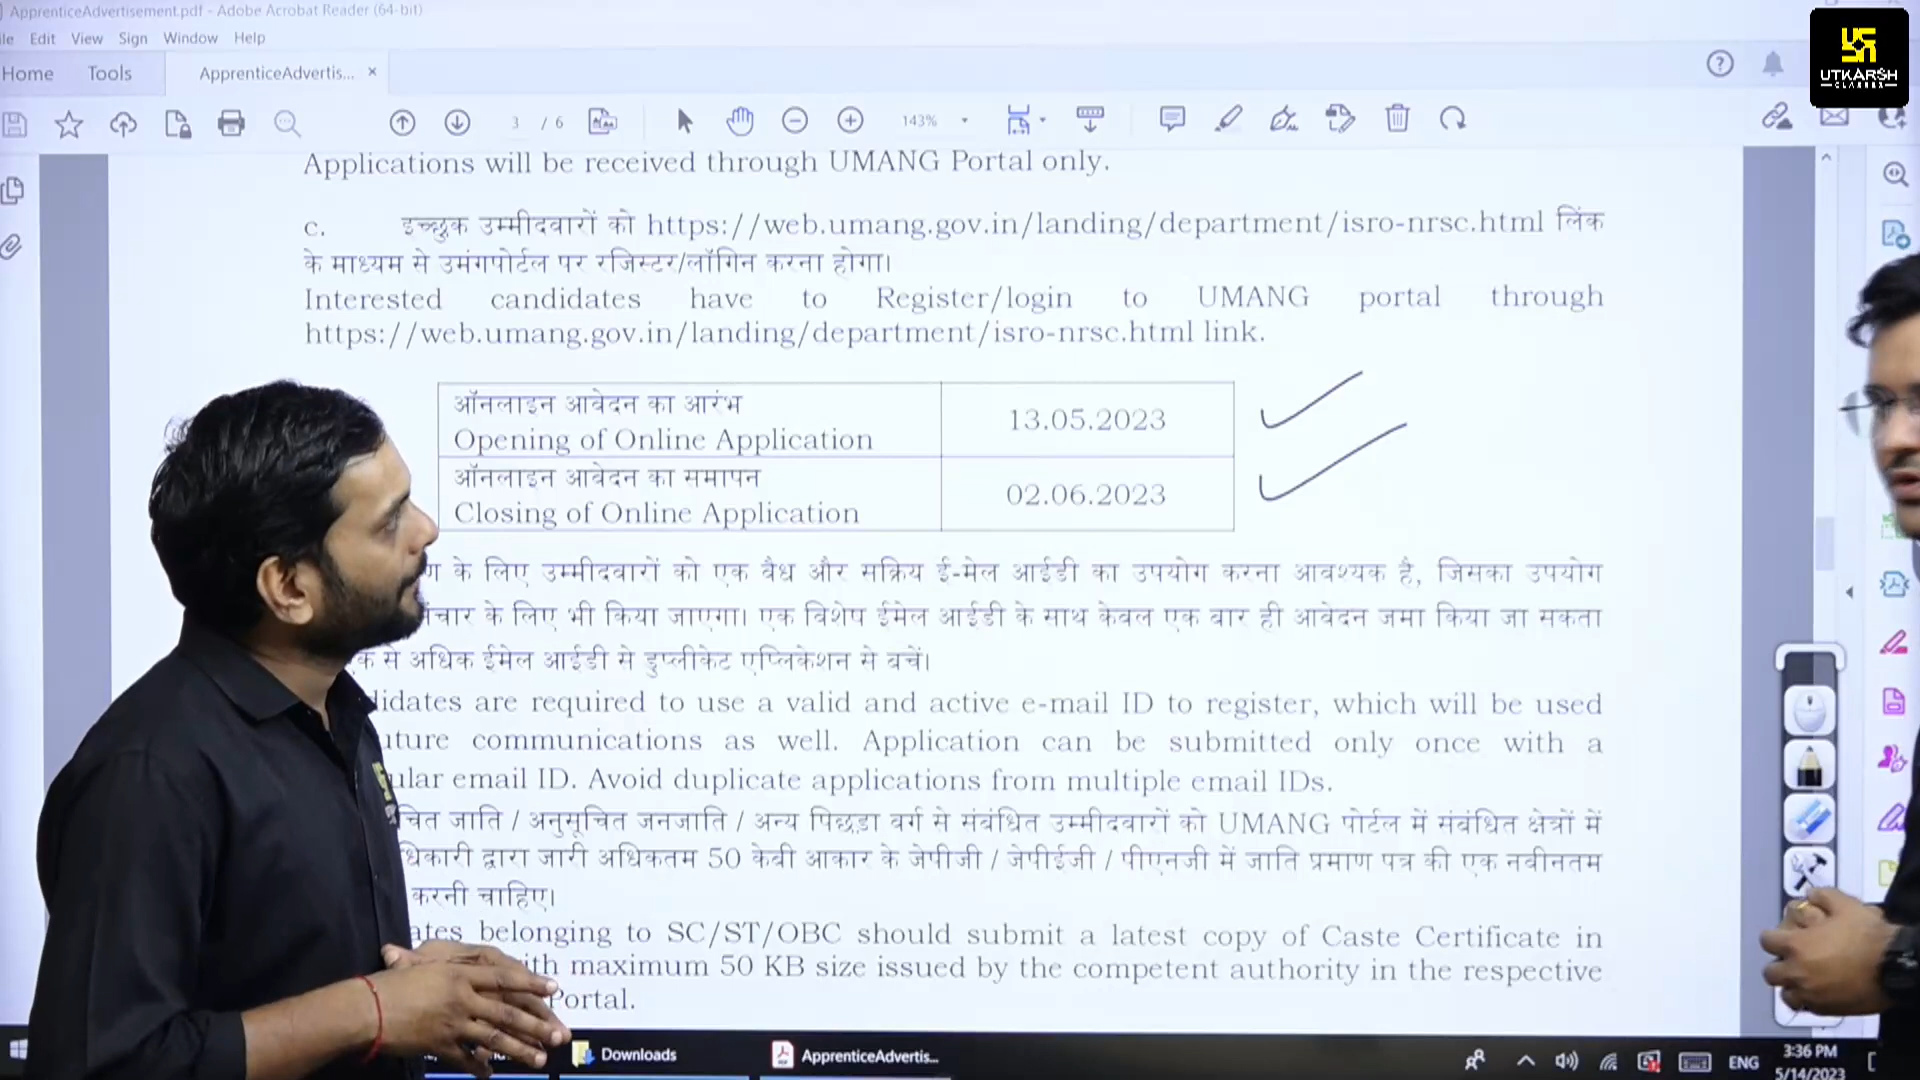 ApprenticeAdvertisement.pdf - Adobe Acrobat Reader (64-bit)
Edit View Sign Window Help
Home Tools ApprenticeAdvertis... ×
3 / 6 143%
UTKARSH
CLASSES
Applications will be received through UMANG Portal only.
c. इच्छुक उम्मीदवारों को https://web.umang.gov.in/landing/department/isro-nrsc.html लिंक
के माध्यम से उमंगपोर्टल पर रजिस्टर/लॉगिन करना होगा।
Interested candidates have to Register/login to UMANG portal through
https://web.umang.gov.in/landing/department/isro-nrsc.html link.
ऑनलाइन आवेदन का आरंभ
Opening of Online Application
13.05.2023
ऑनलाइन आवेदन का समापन
Closing of Online Application
02.06.2023
के लिए उम्मीदवारों को एक वैध और सक्रिय ई-मेल आईडी का उपयोग करना आवश्यक है, जिसका उपयोग
के लिए भी किया जाएगा। एक विशेष ईमेल आईडी के साथ केवल एक बार ही आवेदन जमा किया जा सकता
से अधिक ईमेल आईडी से डुप्लीकेट एप्लिकेशन से बचें।
are required to use a valid and active e-mail ID to register, which will be used
communications as well. Application can be submitted only once with a
email ID. Avoid duplicate applications from multiple email IDs.
जाति / अनुसूचित जनजाति / अन्य पिछड़ा वर्ग से संबंधित उम्मीदवारों को UMANG पोर्टल में संबंधित क्षेत्रों में
द्वारा जारी अधिकतम 50 केबी आकार के जेपीजी / जेपीईजी / पीएनजी में जाति प्रमाण पत्र की एक नवीनतम
करनी चाहिए।
belonging to SC/ST/OBC should submit a latest copy of Caste Certificate in
maximum 50 KB size issued by the competent authority in the respective
Portal.
Downloads ApprenticeAdvertis...
ENG 3:36 PM
5/14/2023